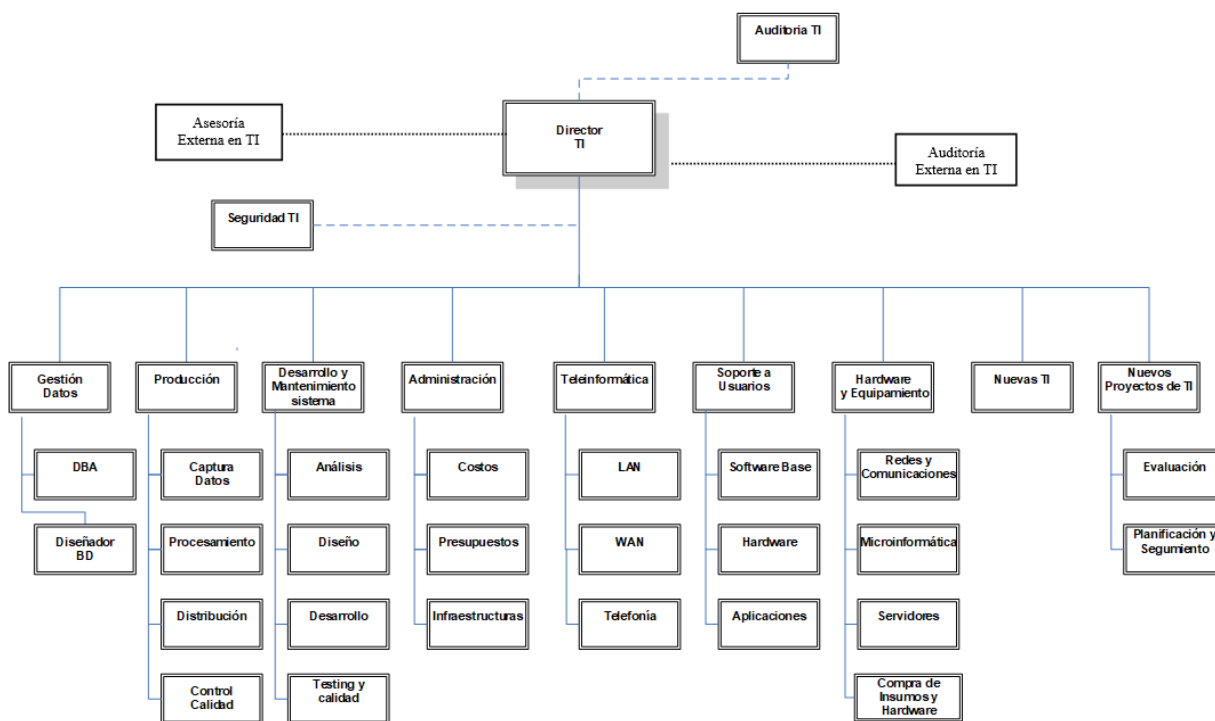 Auditoria TI
Asesoría
Externa en TI
Director
TI
Auditoría
Externa en TI
Seguridad TI
Gestión
Datos
Producción
Desarrollo y
Mantenimiento
sistema
Administración
Teleinformática
Soporte a
Usuarios
Hardware
y Equipamiento
Nuevas TI
Nuevos
Proyectos de TI
DBA
Captura
Datos
Análisis
Costos
LAN
Software Base
Redes y
Comunicaciones
Evaluación
Diseñador
BD
Procesamiento
Diseño
Presupuestos
WAN
Hardware
Microinformática
Planificación y
Segumiento
Distribución
Desarrollo
Infraestructuras
Telefonía
Aplicaciones
Servidores
Control
Calidad
Testing y
calidad
Compra de
Insumos y
Hardware